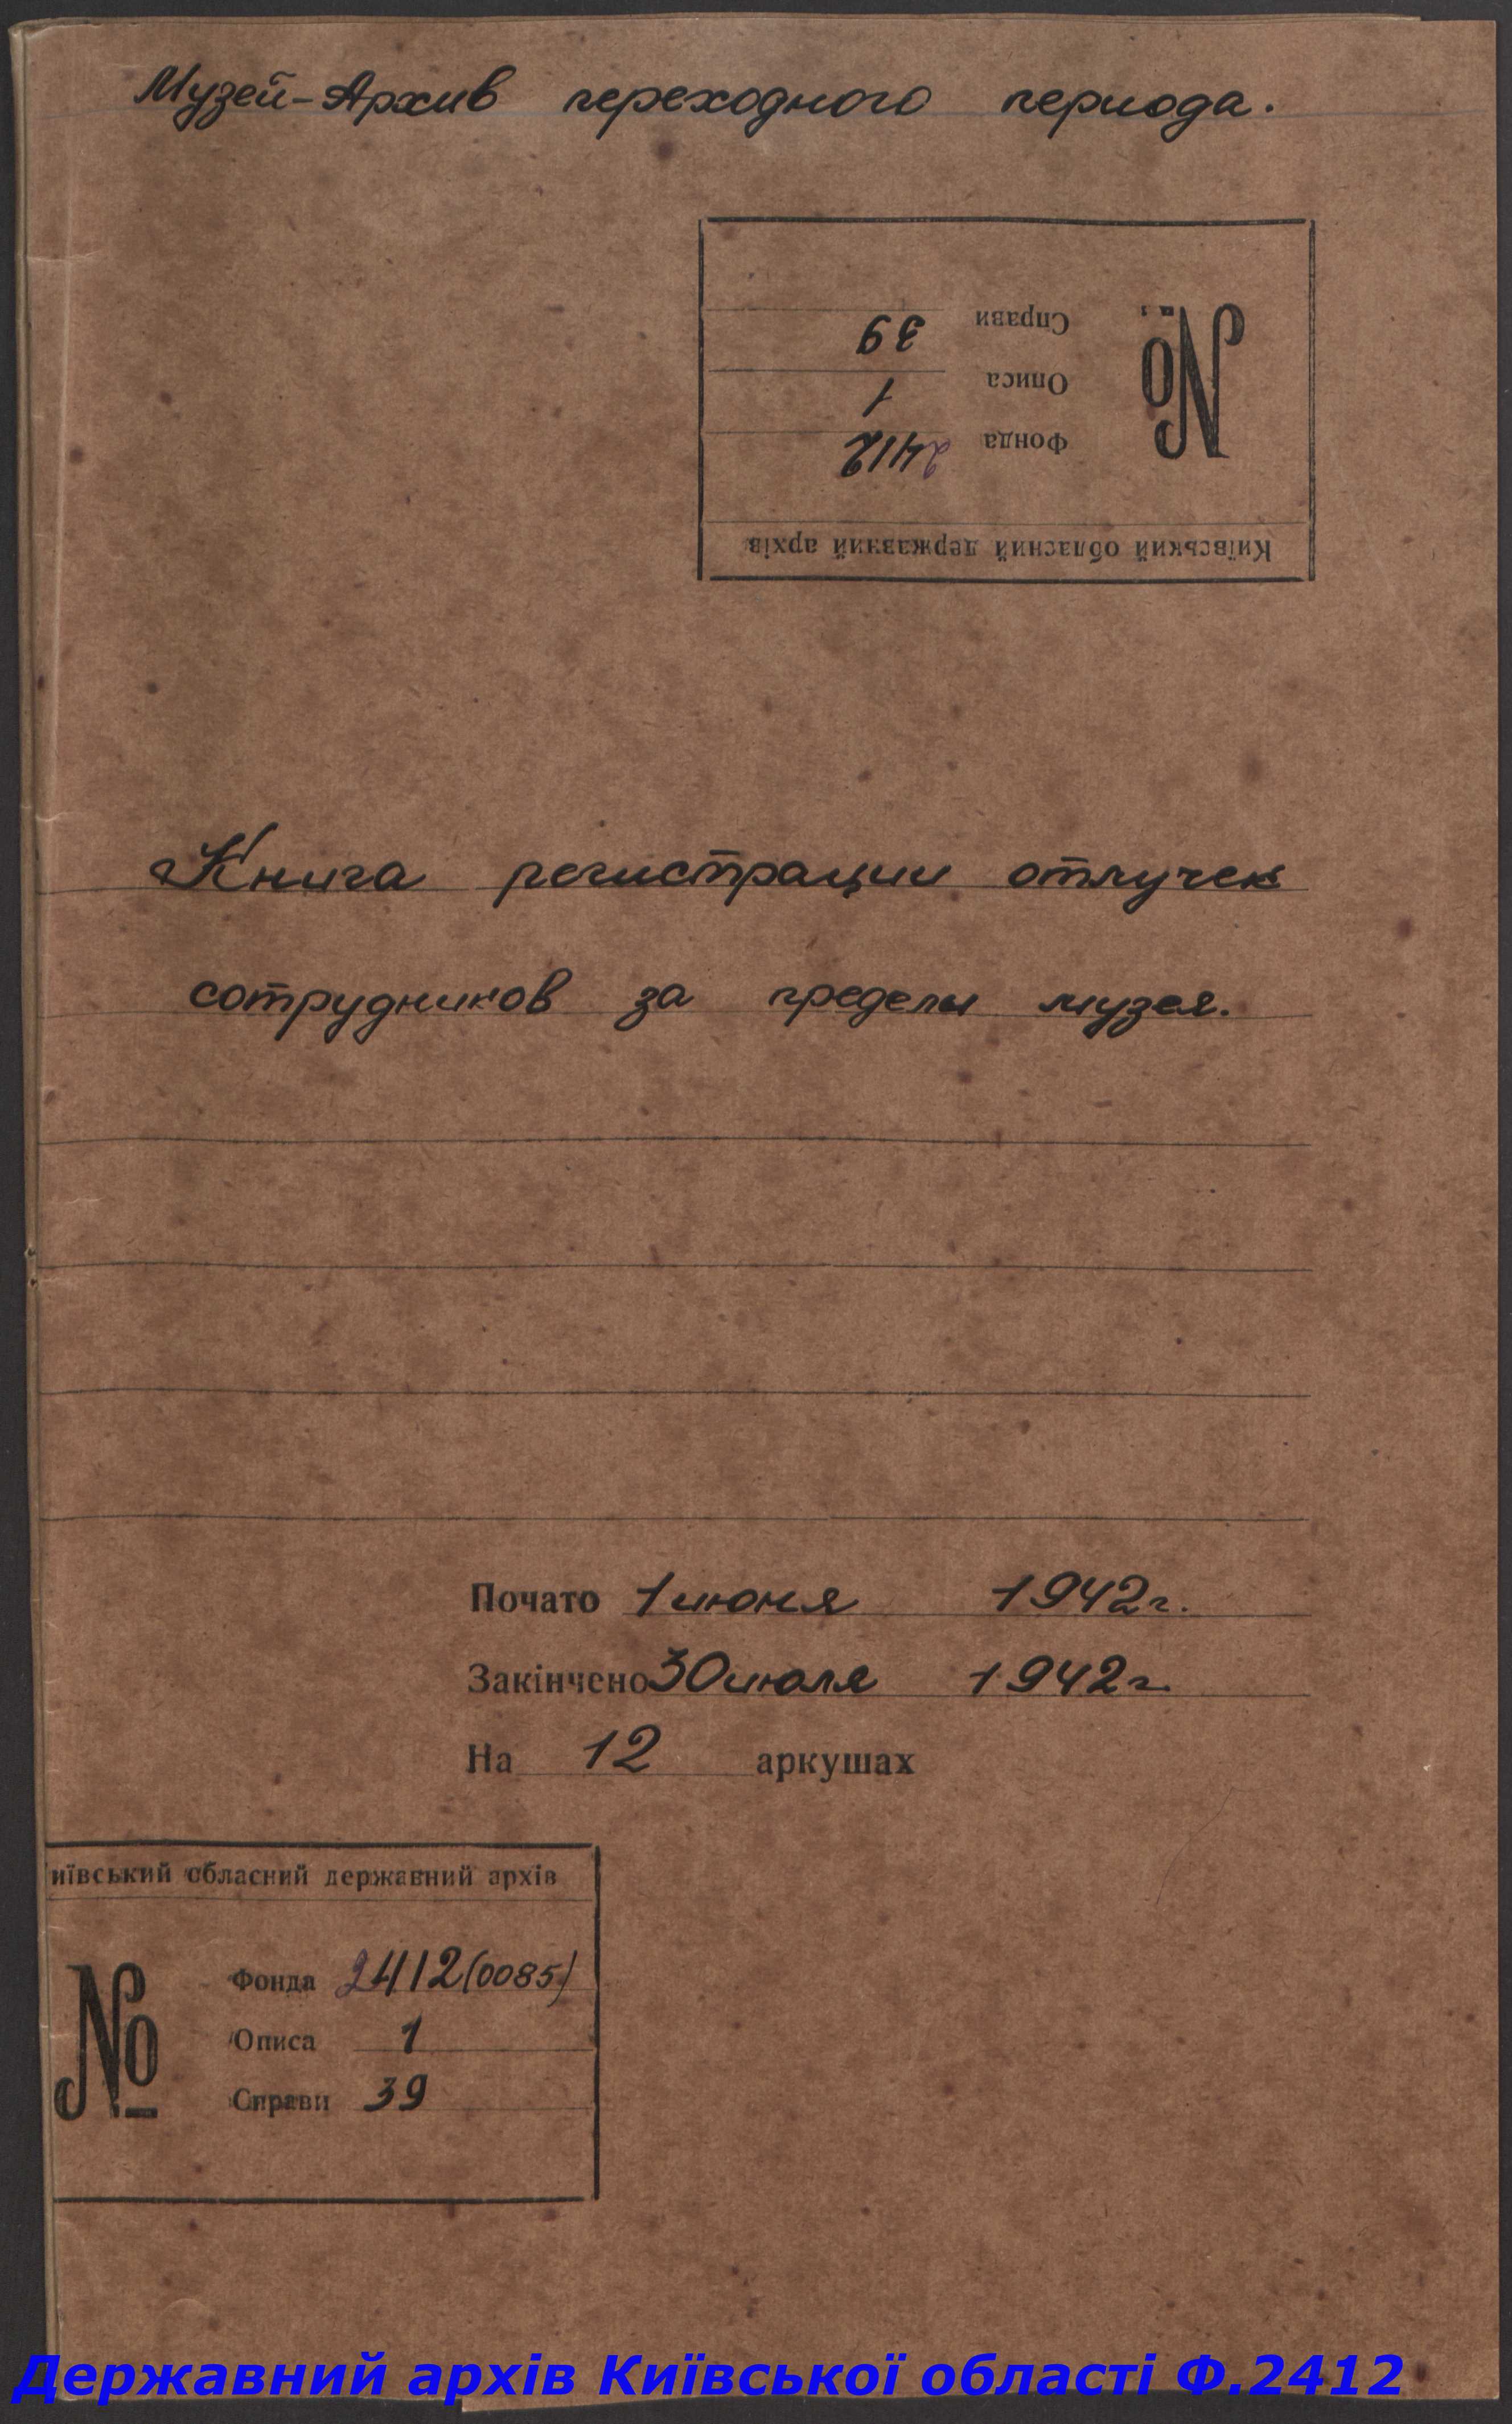 Музей-Архив переходного периода.
Справи 39
Описа 1
Фонда 2412
№
Київський обласний державний архів
Книга регистрации отлучек
сотрудников за пределы музея.
Почато 1 июня 1942г.
Закінчено 30 июля 1942г.
На 12 аркушах
иївський обласний державний архів
№
Фонда 2412 (0085)
Описа 1
Справи 39
Державний архів Київської області Ф.2412